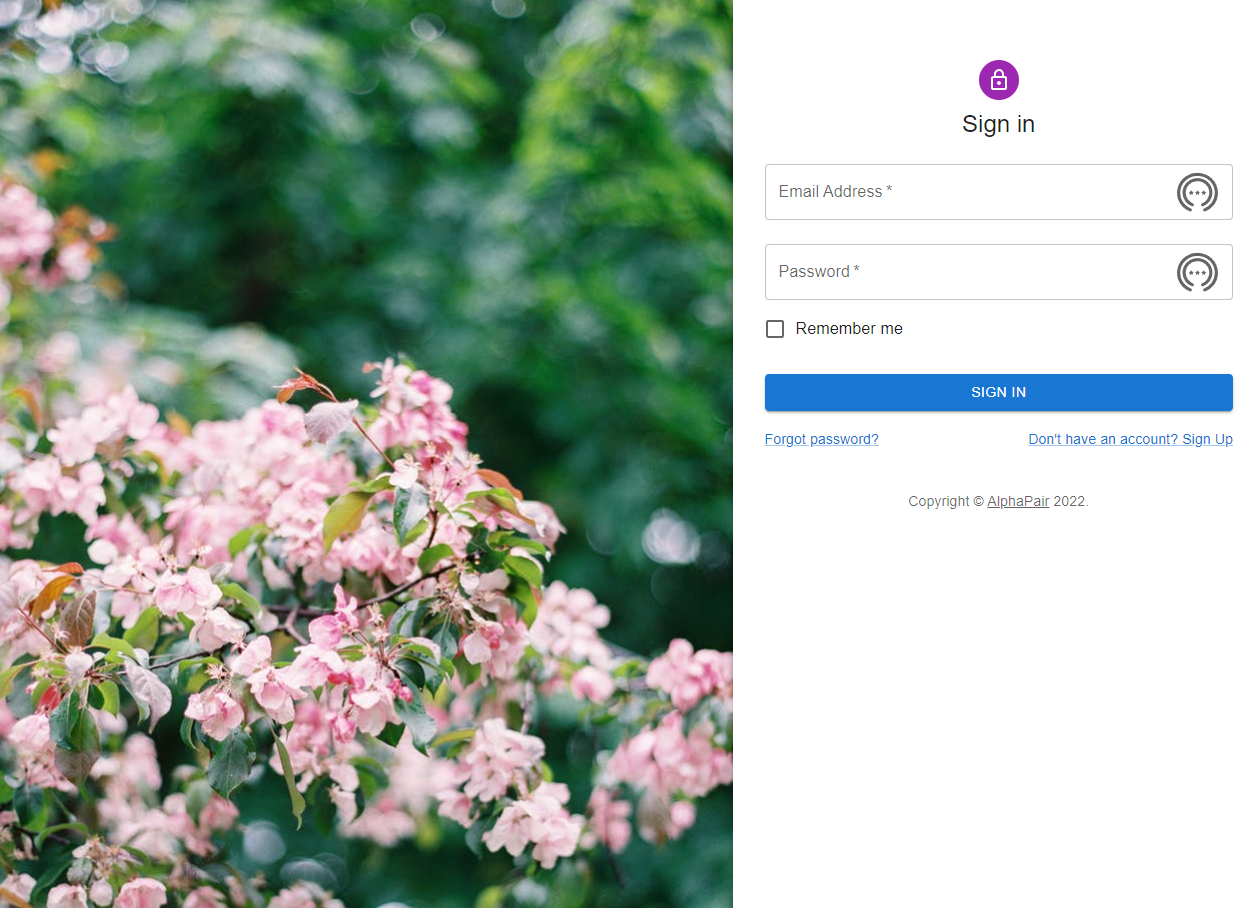 Sign in
Email Address *
Password *
Remember me
SIGN IN
Forgot password? Don't have an account? Sign Up
Copyright © AlphaPair 2022.